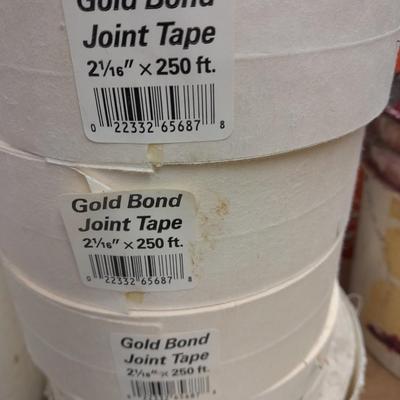 Gold Bond
Joint Tape
2 1/16" × 250 ft.
0 22332 65687 8
Gold Bond
Joint Tape
2 1/16" × 250 ft.
0 22332 65687 8
Gold Bond
Joint Tape
2 1/16" × 250 ft.